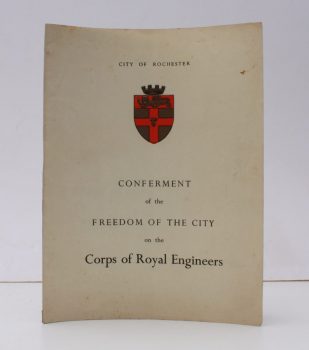 CITY OF ROCHESTER
CONFERMENT
of the
FREEDOM OF THE CITY
on the
Corps of Royal Engineers